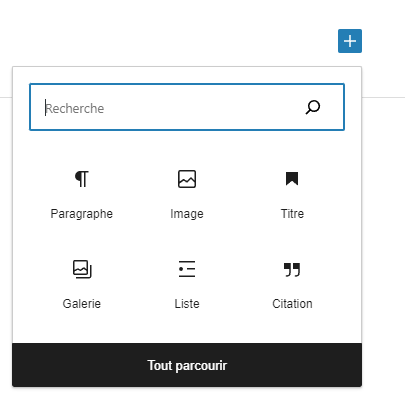 Recherche
Paragraphe
Image
Titre
Galerie
Liste
Citation
Tout parcourir